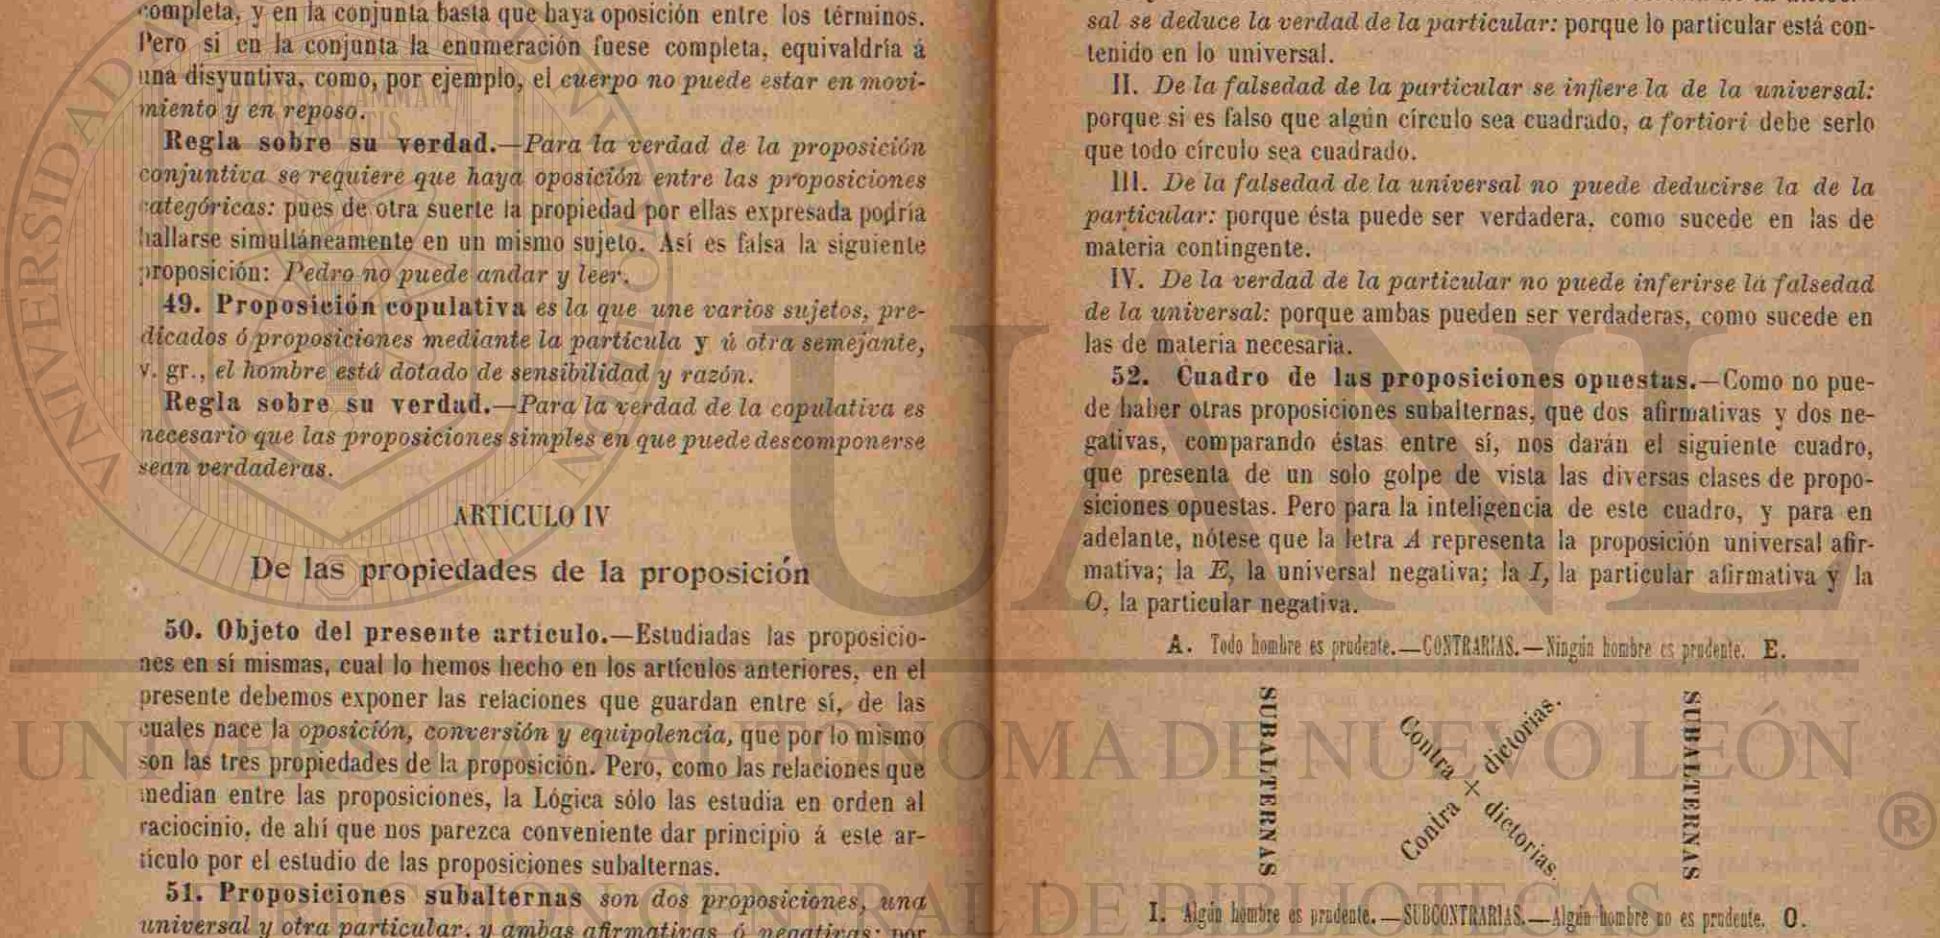 completa, y en la conjunta basta que haya oposición entre los términos.
Pero si en la conjunta la enumeración fuese completa, equivaldría á
una disyuntiva, como, por ejemplo, el cuerpo no puede estar en movi-
miento y en reposo.
Regla sobre su verdad.—Para la verdad de la proposición
conjuntiva se requiere que haya oposición entre las proposiciones
categóricas: pues de otra suerte la propiedad por ellas expresada podría
hallarse simultáneamente en un mismo sujeto. Así es falsa la siguiente
proposición: Pedro no puede andar y leer.
49. Proposición copulativa es la que une varios sujetos, pre-
dicados ó proposiciones mediante la partícula y ú otra semejante,
v. gr., el hombre está dotado de sensibilidad y razón.
Regla sobre su verdad.—Para la verdad de la copulativa es
necesario que las proposiciones simples en que puede descomponerse
sean verdaderas.
ARTÍCULO IV
De las propiedades de la proposición
50. Objeto del presente artículo.—Estudiadas las proposicio-
nes en sí mismas, cual lo hemos hecho en los artículos anteriores, en el
presente debemos exponer las relaciones que guardan entre sí, de las
cuales nace la oposición, conversión y equipolencia, que por lo mismo
son las tres propiedades de la proposición. Pero, como las relaciones que
median entre las proposiciones, la Lógica sólo las estudia en orden al
raciocinio, de ahí que nos parezca conveniente dar principio á este ar-
tículo por el estudio de las proposiciones subalternas.
51. Proposiciones subalternas son dos proposiciones, una
universal y otra particular, y ambas afirmativas ó negativas: por
sal se deduce la verdad de la particular: porque lo particular está con-
tenido en lo universal.
II. De la falsedad de la particular se infiere la de la universal:
porque si es falso que algún círculo sea cuadrado, a fortiori debe serlo
que todo círculo sea cuadrado.
III. De la falsedad de la universal no puede deducirse la de la
particular: porque ésta puede ser verdadera, como sucede en las de
materia contingente.
IV. De la verdad de la particular no puede inferirse la falsedad
de la universal: porque ambas pueden ser verdaderas, como sucede en
las de materia necesaria.
52. Cuadro de las proposiciones opuestas.—Como no pue-
de haber otras proposiciones subalternas, que dos afirmativas y dos ne-
gativas, comparando éstas entre sí, nos darán el siguiente cuadro,
que presenta de un solo golpe de vista las diversas clases de propo-
siciones opuestas. Pero para la inteligencia de este cuadro, y para en
adelante, nótese que la letra A representa la proposición universal afir-
mativa; la E, la universal negativa; la I, la particular afirmativa y la
O, la particular negativa.
A. Todo hombre es prudente.—CONTRARIAS.—Ningún hombre es prudente. E.
SUBALTERNAS
Contra × dictorias.
Contra dictorias.
SUBALTERNAS
I. Algún hombre es prudente.—SUBCONTRARIAS.—Algún hombre no es prudente. O.
UANL
UNIVERSIDAD AUTÓNOMA DE NUEVO LEÓN
®
DIRECCIÓN GENERAL DE BIBLIOTECAS